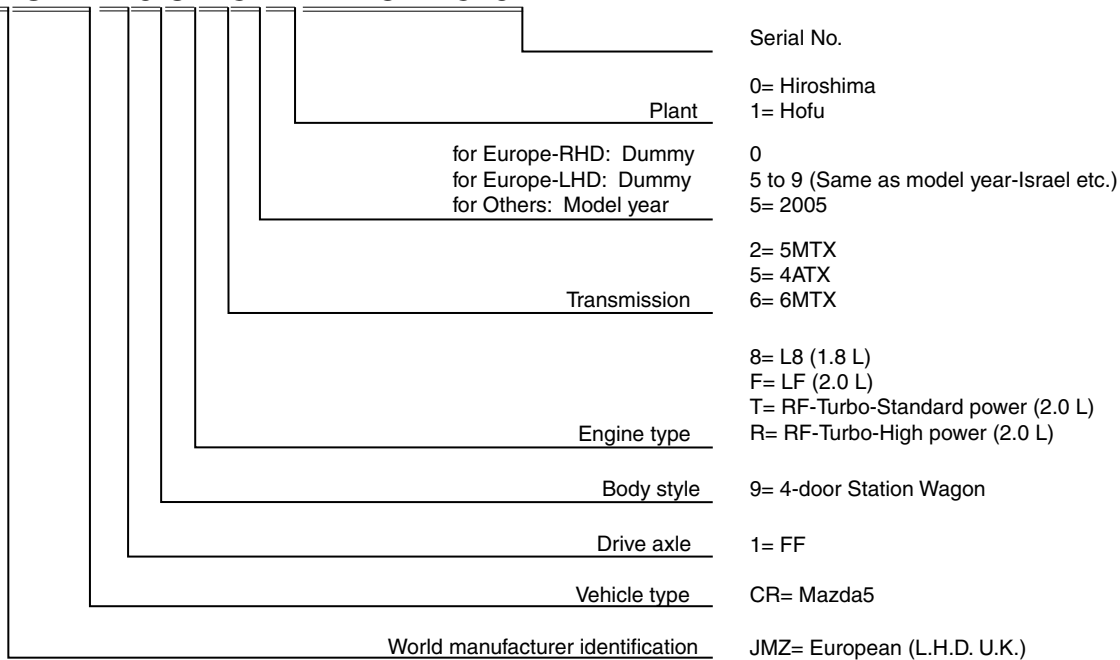 Serial No.
0= Hiroshima
Plant 1= Hofu
for Europe-RHD: Dummy 0
for Europe-LHD: Dummy 5 to 9 (Same as model year-Israel etc.)
for Others: Model year 5= 2005
2= 5MTX
5= 4ATX
Transmission 6= 6MTX
8= L8 (1.8 L)
F= LF (2.0 L)
T= RF-Turbo-Standard power (2.0 L)
Engine type R= RF-Turbo-High power (2.0 L)
Body style 9= 4-door Station Wagon
Drive axle 1= FF
Vehicle type CR= Mazda5
World manufacturer identification JMZ= European (L.H.D. U.K.)